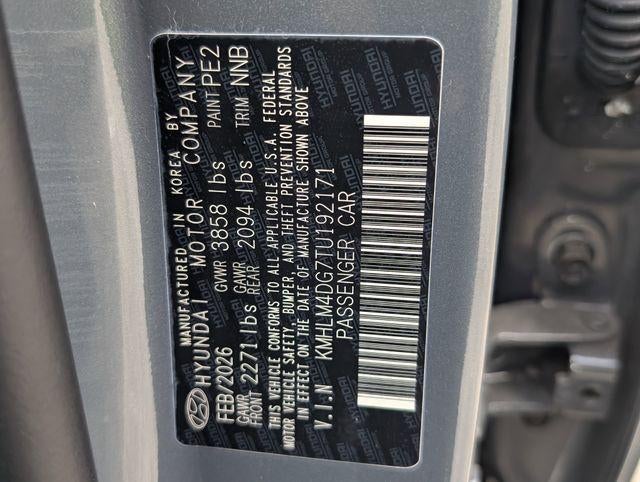 MANUFACTURED IN KOREA BY
HYUNDAI MOTOR COMPANY
FEB/2026 GVWR 3858 lbs PAINT PE2
GAWR FRONT 2271 lbs GAWR REAR 2094 lbs TRIM NNB
THIS VEHICLE CONFORMS TO ALL APPLICABLE U.S.A. FEDERAL
MOTOR VEHICLE SAFETY, BUMPER, AND THEFT PREVENTION STANDARDS
IN EFFECT ON THE DATE OF MANUFACTURE SHOWN ABOVE
V.I.N KMHLM4DG7TU192171
PASSENGER CAR